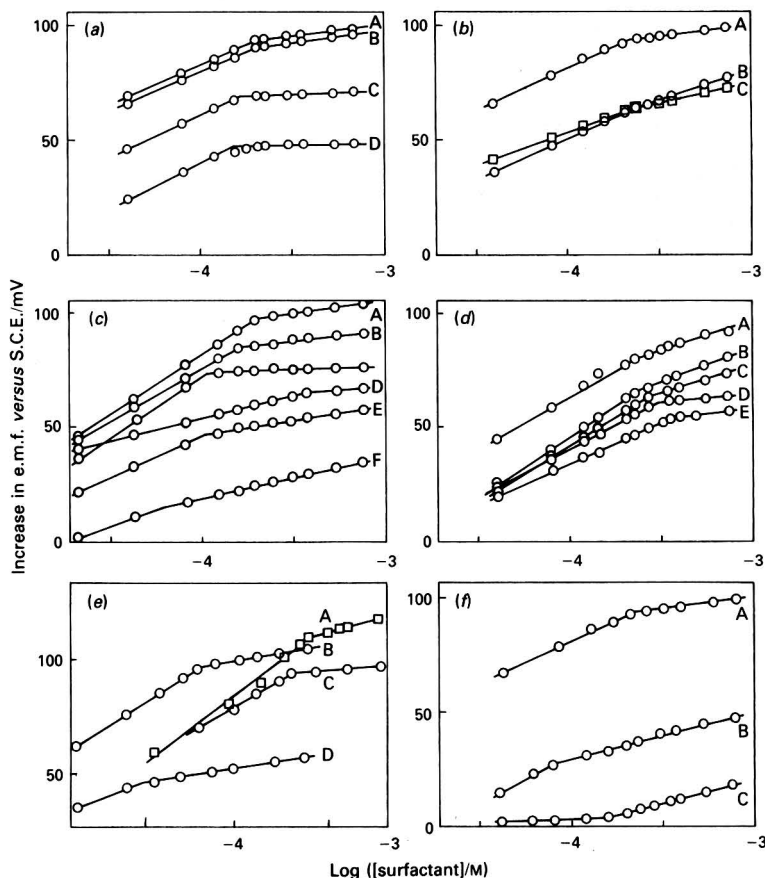 (a)
100
50
0
A
B
C
D
−4
−3
(b)
100
50
0
A
B
C
−4
−3
(c)
100
50
0
A
B
D
E
F
−4
−3
(d)
100
50
0
A
B
C
D
E
−4
−3
(e)
100
50
A
B
C
D
−4
−3
(f)
100
50
0
A
B
C
−4
−3
Increase in e.m.f. versus S.C.E./mV
Log ([surfactant]/M)